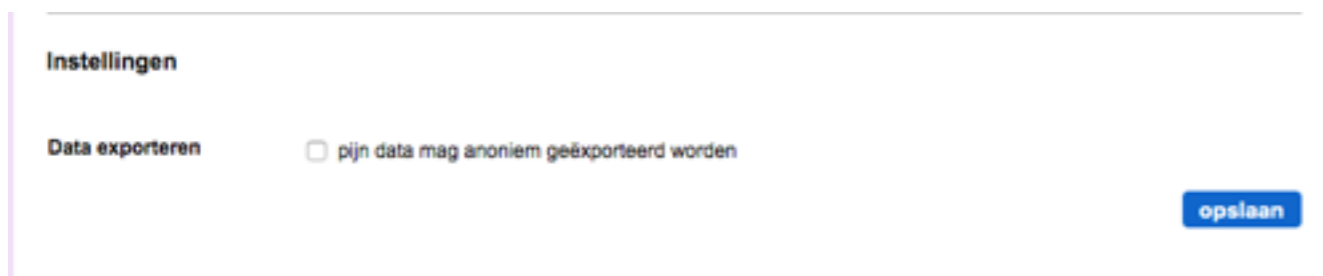 Instellingen
Data exporteren
pijn data mag anoniem geëxporteerd worden
opslaan